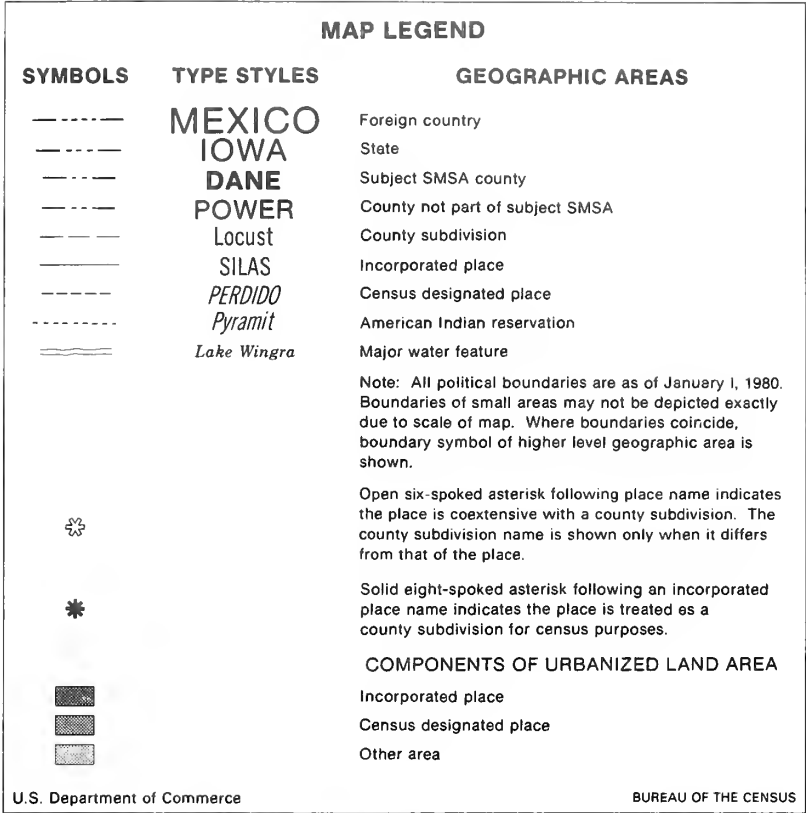 MAP LEGEND
SYMBOLS TYPE STYLES GEOGRAPHIC AREAS
MEXICO Foreign country
IOWA State
DANE Subject SMSA county
POWER County not part of subject SMSA
Locust County subdivision
SILAS Incorporated place
PERDIDO Census designated place
Pyramit American Indian reservation
Lake Wingra Major water feature
Note: All political boundaries are as of January I, 1980.
Boundaries of small areas may not be depicted exactly
due to scale of map. Where boundaries coincide,
boundary symbol of higher level geographic area is
shown.
Open six-spoked asterisk following place name indicates
the place is coextensive with a county subdivision. The
county subdivision name is shown only when it differs
from that of the place.
Solid eight-spoked asterisk following an incorporated
place name indicates the place is treated es a
county subdivision for census purposes.
COMPONENTS OF URBANIZED LAND AREA
Incorporated place
Census designated place
Other area
U.S. Department of Commerce BUREAU OF THE CENSUS